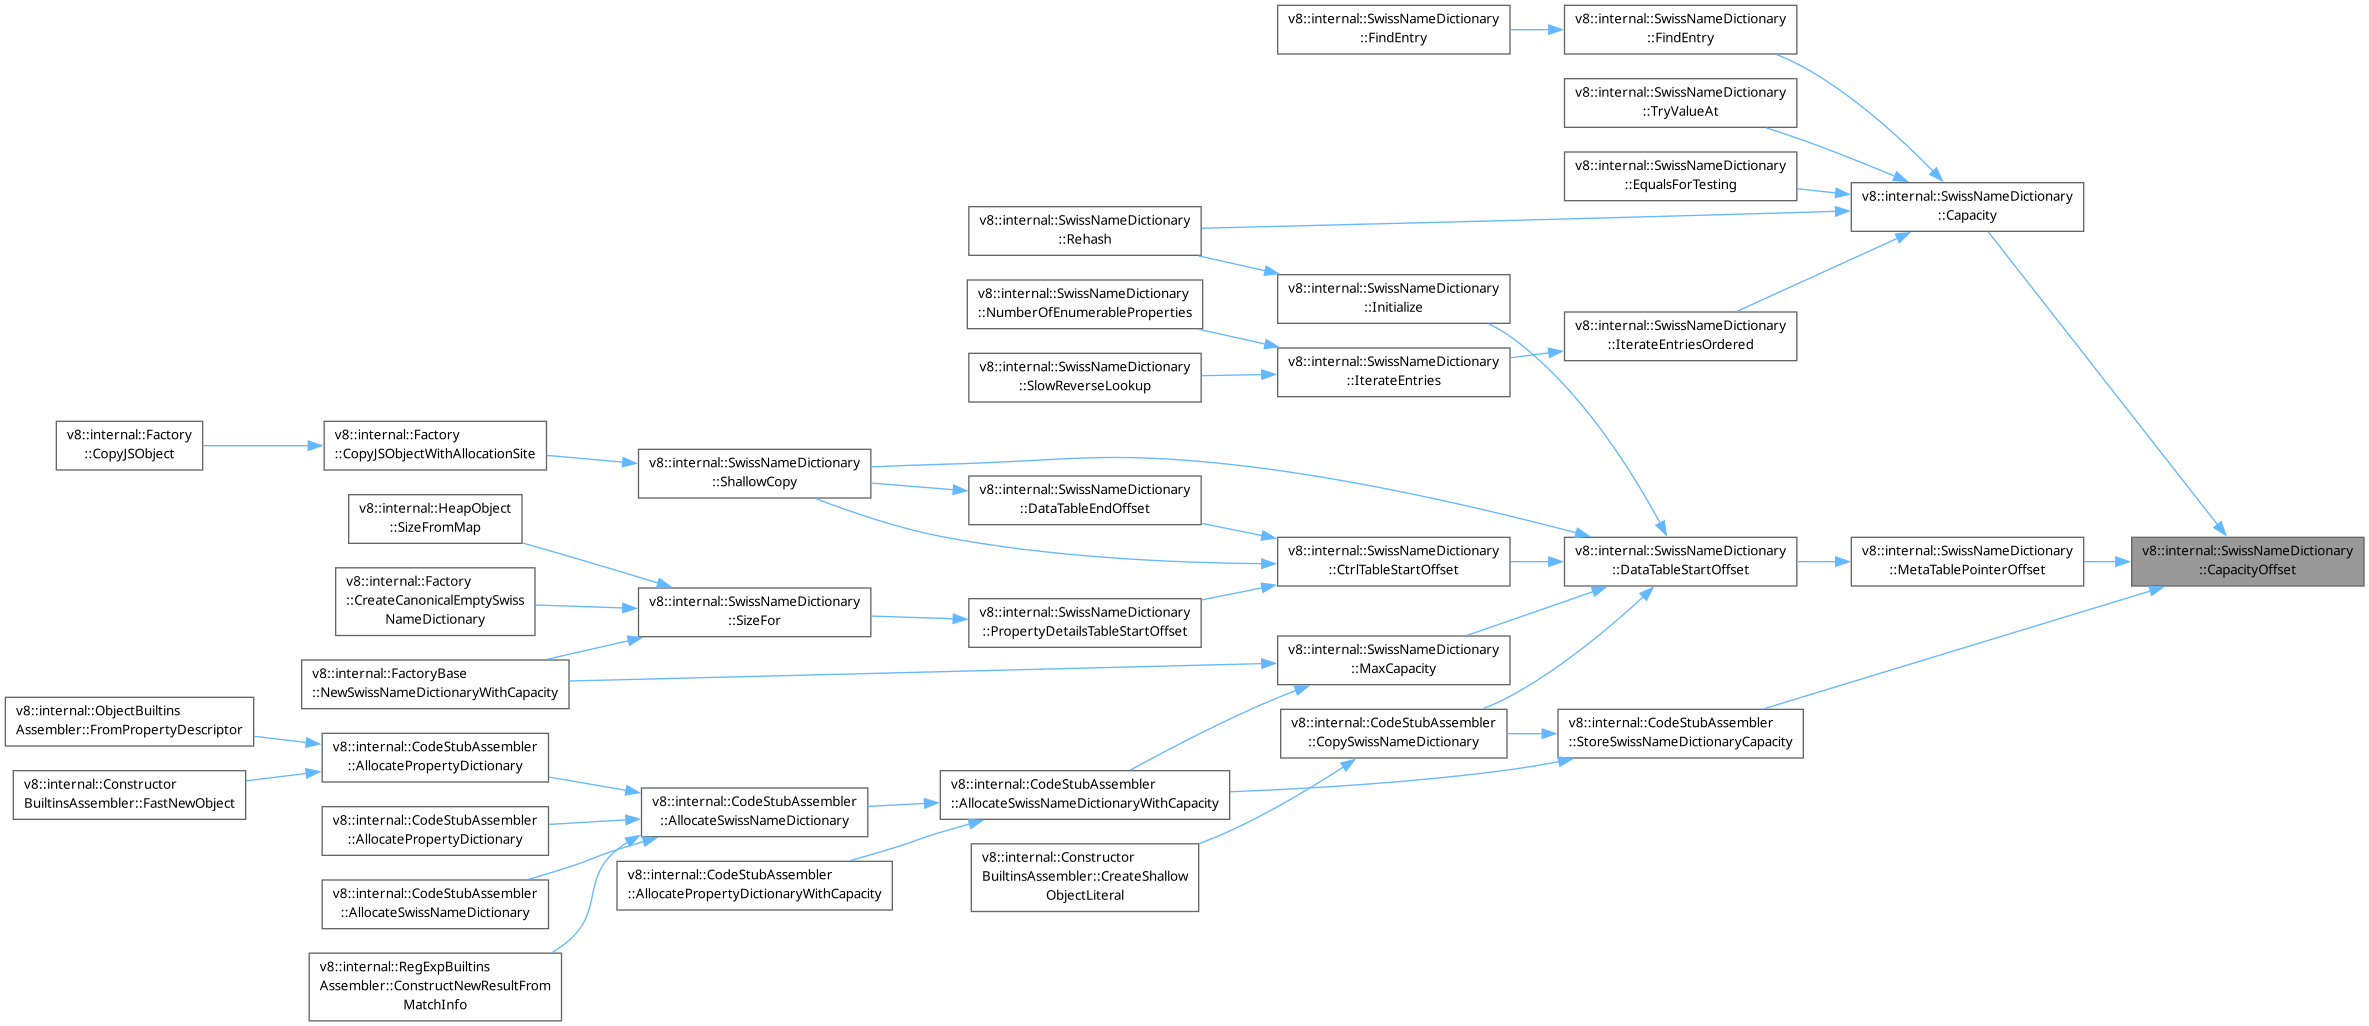 v8::internal::SwissNameDictionary
::FindEntry
v8::internal::SwissNameDictionary
::FindEntry
v8::internal::SwissNameDictionary
::TryValueAt
v8::internal::SwissNameDictionary
::EqualsForTesting
v8::internal::SwissNameDictionary
::Capacity
v8::internal::SwissNameDictionary
::Rehash
v8::internal::SwissNameDictionary
::Initialize
v8::internal::SwissNameDictionary
::NumberOfEnumerableProperties
v8::internal::SwissNameDictionary
::IterateEntriesOrdered
v8::internal::SwissNameDictionary
::IterateEntries
v8::internal::SwissNameDictionary
::SlowReverseLookup
v8::internal::Factory
::CopyJSObject
v8::internal::Factory
::CopyJSObjectWithAllocationSite
v8::internal::SwissNameDictionary
::ShallowCopy
v8::internal::SwissNameDictionary
::DataTableEndOffset
v8::internal::HeapObject
::SizeFromMap
v8::internal::SwissNameDictionary
::CtrlTableStartOffset
v8::internal::SwissNameDictionary
::DataTableStartOffset
v8::internal::SwissNameDictionary
::MetaTablePointerOffset
v8::internal::SwissNameDictionary
::CapacityOffset
v8::internal::Factory
::CreateCanonicalEmptySwiss
NameDictionary
v8::internal::SwissNameDictionary
::SizeFor
v8::internal::SwissNameDictionary
::PropertyDetailsTableStartOffset
v8::internal::SwissNameDictionary
::MaxCapacity
v8::internal::FactoryBase
::NewSwissNameDictionaryWithCapacity
v8::internal::ObjectBuiltins
Assembler::FromPropertyDescriptor
v8::internal::CodeStubAssembler
::CopySwissNameDictionary
v8::internal::CodeStubAssembler
::StoreSwissNameDictionaryCapacity
v8::internal::CodeStubAssembler
::AllocatePropertyDictionary
v8::internal::Constructor
BuiltinsAssembler::FastNewObject
v8::internal::CodeStubAssembler
::AllocateSwissNameDictionaryWithCapacity
v8::internal::CodeStubAssembler
::AllocateSwissNameDictionary
v8::internal::CodeStubAssembler
::AllocatePropertyDictionary
v8::internal::CodeStubAssembler
::AllocatePropertyDictionaryWithCapacity
v8::internal::Constructor
BuiltinsAssembler::CreateShallow
ObjectLiteral
v8::internal::CodeStubAssembler
::AllocateSwissNameDictionary
v8::internal::RegExpBuiltins
Assembler::ConstructNewResultFrom
MatchInfo